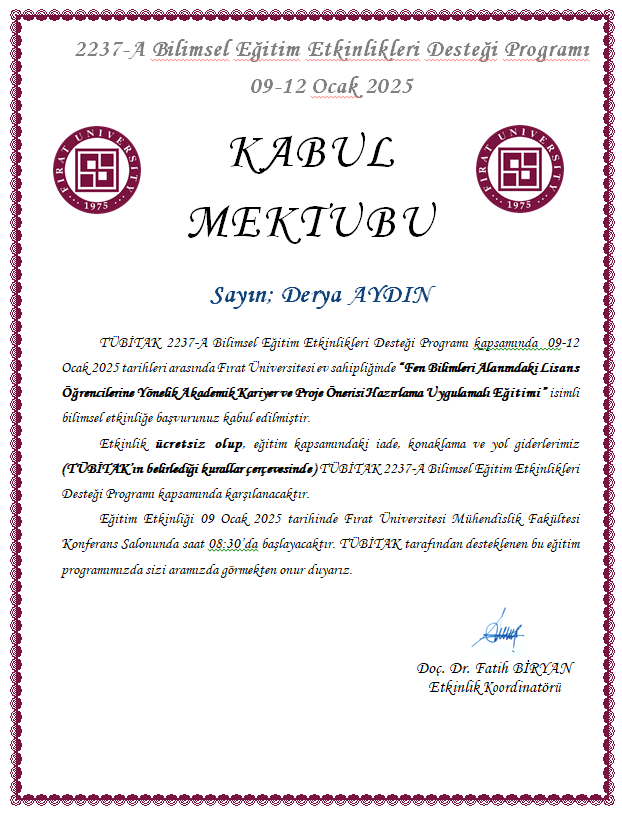 2237-A Bilimsel Eğitim Etkinlikleri Desteği Programı
09-12 Ocak 2025
FIRAT UNIVERSITY
1975
KABUL
MEKTUBU
FIRAT UNIVERSITY
1975
Sayın; Derya AYDIN
TÜBİTAK 2237-A Bilimsel Eğitim Etkinlikleri Desteği Programı kapsamında 09-12
Ocak 2025 tarihleri arasında Fırat Üniversitesi ev sahipliğinde “Fen Bilimleri Alanındaki Lisans
Öğrencilerine Yönelik Akademik Kariyer ve Proje Önerisi Hazırlama Uygulamalı Eğitimi” isimli
bilimsel etkinliğe başvurunuz kabul edilmiştir.
Etkinlik ücretsiz olup, eğitim kapsamındaki iade, konaklama ve yol giderlerimiz
(TÜBİTAK'ın belirlediği kurallar çerçevesinde) TÜBİTAK 2237-A Bilimsel Eğitim Etkinlikleri
Desteği Programı kapsamında karşılanacaktır.
Eğitim Etkinliği 09 Ocak 2025 tarihinde Fırat Üniversitesi Mühendislik Fakültesi
Konferans Salonunda saat 08:30'da başlayacaktır. TÜBİTAK tarafından desteklenen bu eğitim
programımızda sizi aramızda görmekten onur duyarız.
Doç. Dr. Fatih BİRYAN
Etkinlik Koordinatörü